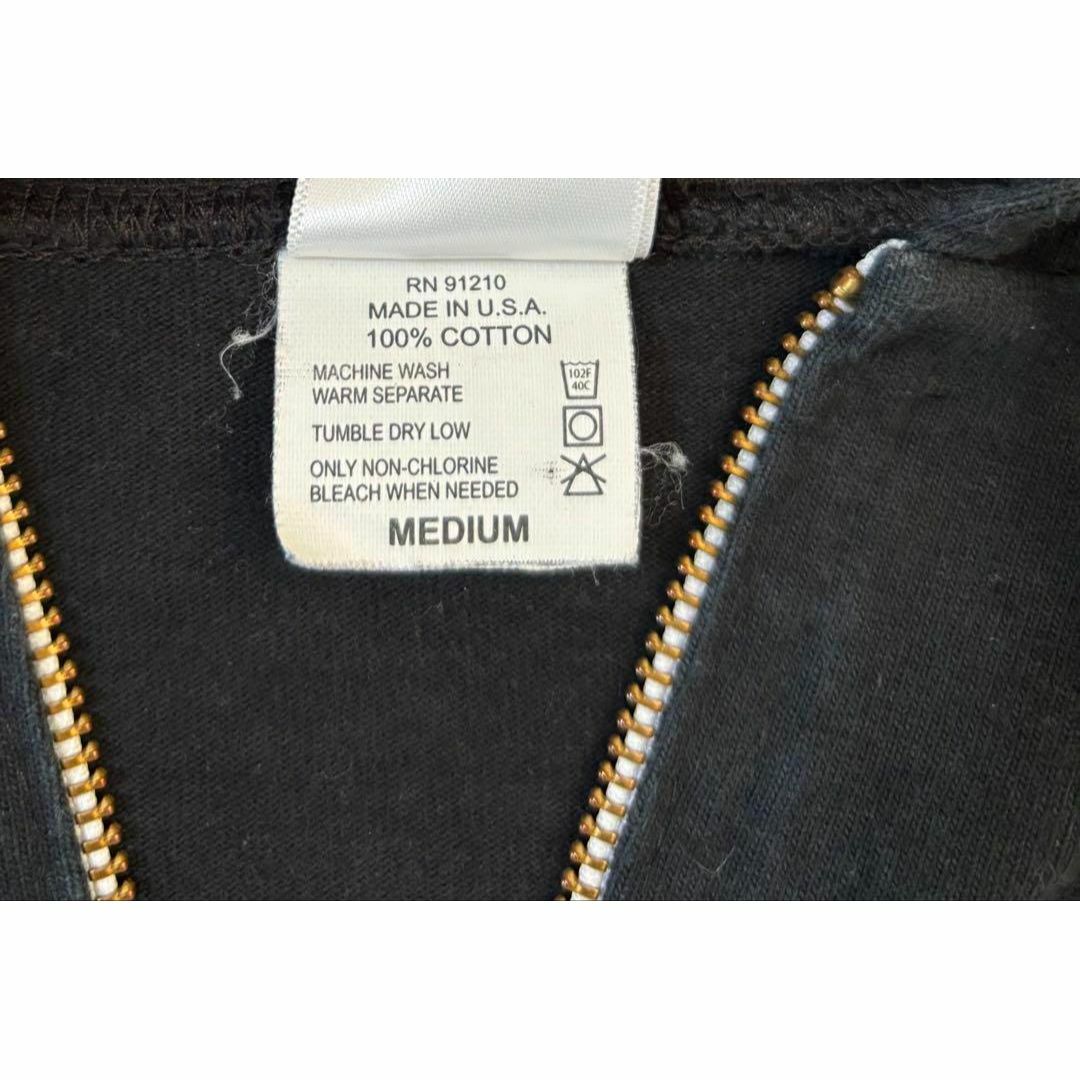 RN 91210
MADE IN U.S.A.
100% COTTON
MACHINE WASH
WARM SEPARATE
102F
40C
TUMBLE DRY LOW
ONLY NON-CHLORINE
BLEACH WHEN NEEDED
MEDIUM